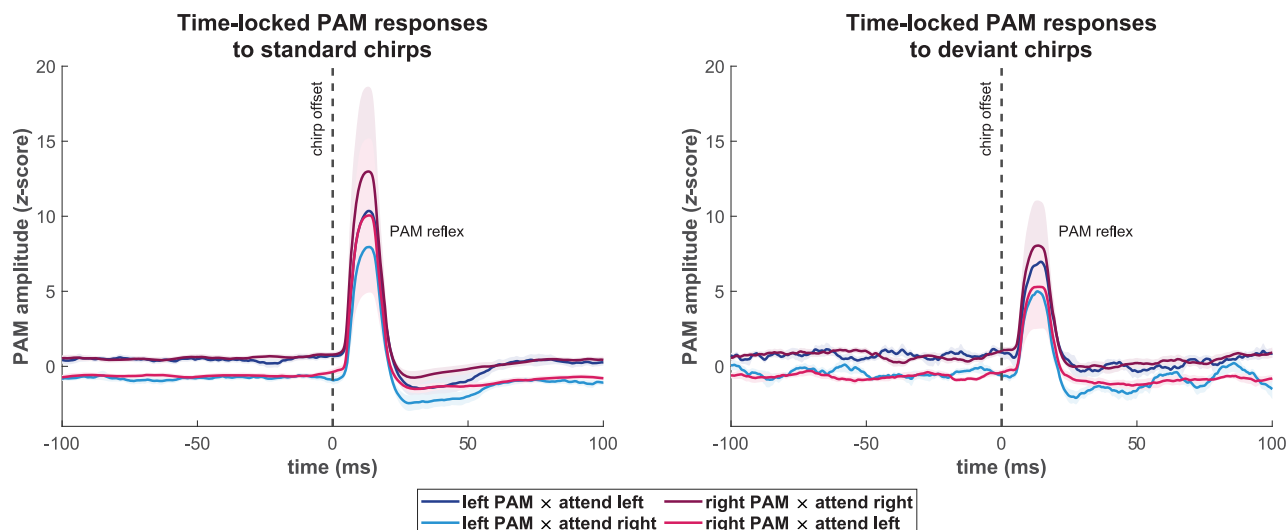 Time-locked PAM responses
to standard chirps
PAM amplitude (z-score)
20
15
10
5
0
chirp offset
PAM reflex
-100
-50
0
50
100
time (ms)
Time-locked PAM responses
to deviant chirps
PAM amplitude (z-score)
20
15
10
5
0
chirp offset
PAM reflex
-100
-50
0
50
100
time (ms)
left PAM × attend left
right PAM × attend right
left PAM × attend right
right PAM × attend left